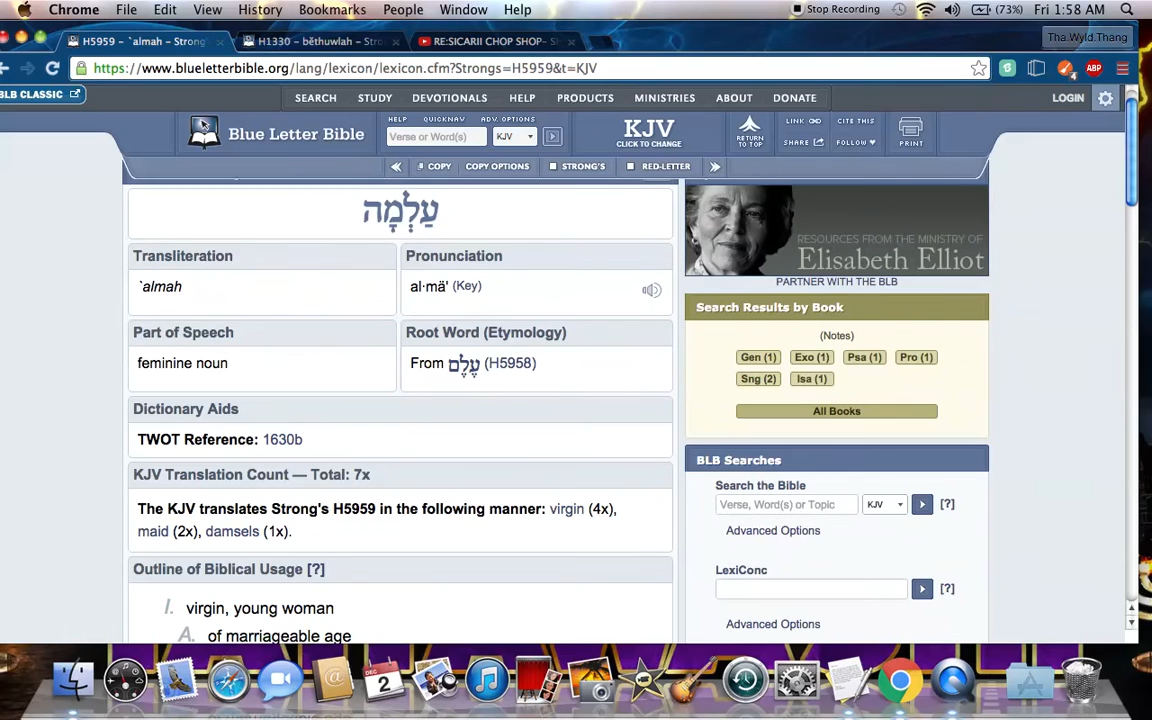 Chrome File Edit View History Bookmarks People Window Help Stop Recording (73%) Fri 1:58 AM
H5959 - `almah - Strong's H1330 - bĕthuwlah - Stro RE:SICARII CHOP SHOP- S Tha.Wyld.Thang
https://www.blueletterbible.org/lang/lexicon/lexicon.cfm?Strongs=H5959&t=KJV ABP
BLB CLASSIC SEARCH STUDY DEVOTIONALS HELP PRODUCTS MINISTRIES ABOUT DONATE LOGIN
Blue Letter Bible
HELP QUICKNAV ADV. OPTIONS
Verse or Word(s) KJV
KJV
CLICK TO CHANGE
RETURN
TO TOP
LINK CITE THIS
SHARE FOLLOW
PRINT
COPY COPY OPTIONS STRONG'S RED-LETTER
עַלְמָה
Transliteration
`almah
Pronunciation
al·mä' (Key)
Part of Speech
feminine noun
Root Word (Etymology)
From עֶלֶם (H5958)
Dictionary Aids
TWOT Reference: 1630b
KJV Translation Count — Total: 7x
The KJV translates Strong's H5959 in the following manner: virgin (4x),
maid (2x), damsels (1x).
Outline of Biblical Usage [?]
I. virgin, young woman
A. of marriageable age
RESOURCES FROM THE MINISTRY OF
Elisabeth Elliot
PARTNER WITH THE BLB
Search Results by Book
(Notes)
Gen (1) Exo (1) Psa (1) Pro (1)
Sng (2) Isa (1)
All Books
BLB Searches
Search the Bible
Verse, Word(s) or Topic KJV [?]
Advanced Options
LexiConc
[?]
Advanced Options
DEC
2